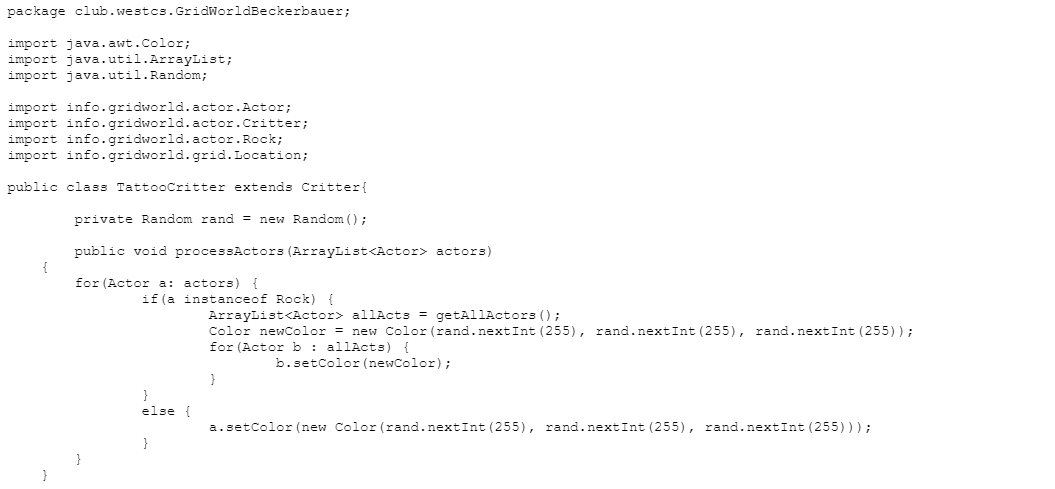 package club.westcs.GridWorldBeckerbauer;
import java.awt.Color;
import java.util.ArrayList;
import java.util.Random;
import info.gridworld.actor.Actor;
import info.gridworld.actor.Critter;
import info.gridworld.actor.Rock;
import info.gridworld.grid.Location;
public class TattooCritter extends Critter{
private Random rand = new Random();
public void processActors(ArrayList<Actor> actors)
{
for(Actor a: actors) {
if(a instanceof Rock) {
ArrayList<Actor> allActs = getAllActors();
Color newColor = new Color(rand.nextInt(255), rand.nextInt(255), rand.nextInt(255));
for(Actor b : allActs) {
b.setColor(newColor);
}
}
else {
a.setColor(new Color(rand.nextInt(255), rand.nextInt(255), rand.nextInt(255)));
}
}
}